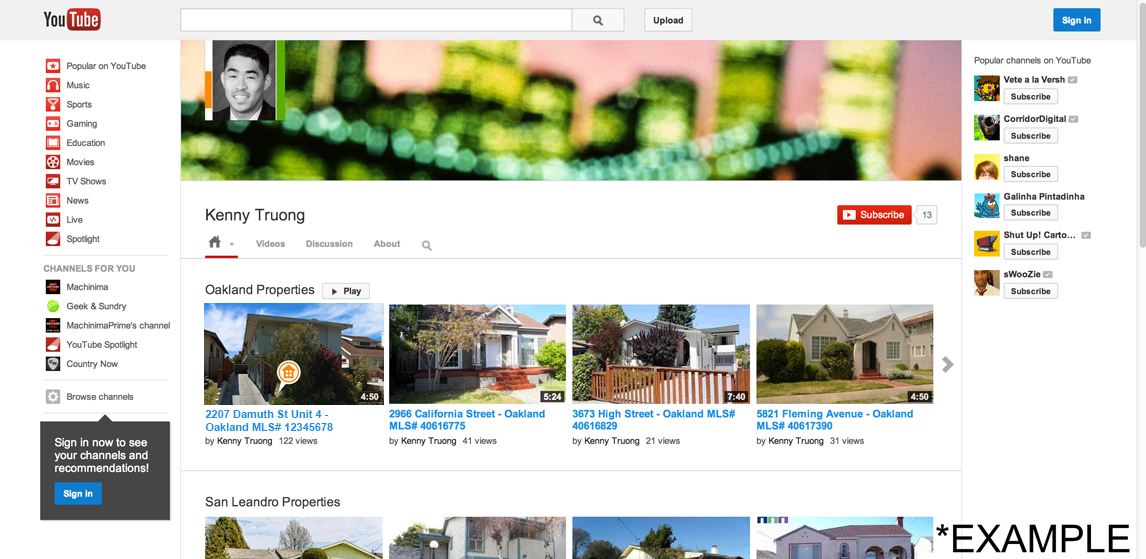 YouTube
Upload
Sign in
Popular on YouTube
Music
Sports
Gaming
Education
Movies
TV Shows
News
Live
Spotlight
CHANNELS FOR YOU
Machinima
Geek & Sundry
MachinimaPrime's channel
YouTube Spotlight
Country Now
Browse channels
Sign in now to see
your channels and
recommendations!
Sign in
Kenny Truong
Subscribe 13
Videos Discussion About
Oakland Properties Play
4:50
2207 Damuth St Unit 4 -
Oakland MLS# 12345678
by Kenny Truong 122 views
5:24
2966 California Street - Oakland
MLS# 40616775
by Kenny Truong 41 views
7:40
3673 High Street - Oakland MLS#
40616829
by Kenny Truong 21 views
4:50
5821 Fleming Avenue - Oakland
MLS# 40617390
by Kenny Truong 31 views
San Leandro Properties
Popular channels on YouTube
Vete a la Versh
Subscribe
CorridorDigital
Subscribe
shane
Subscribe
Galinha Pintadinha
Subscribe
Shut Up! Carto...
Subscribe
sWooZie
Subscribe
*EXAMPLE